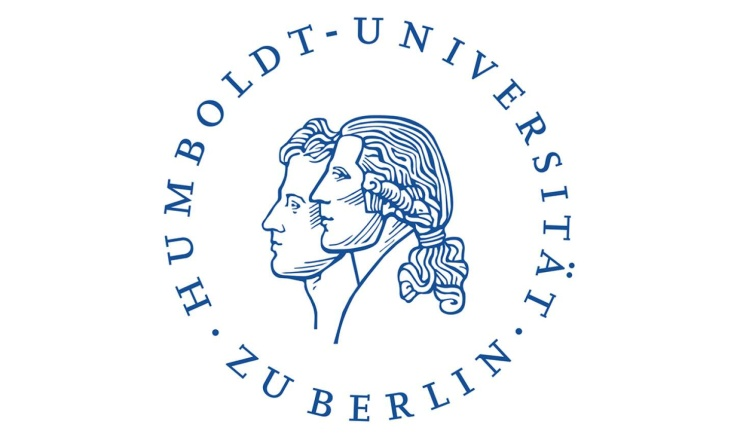 HUMBOLDT-UNIVERSITÄT
· ZU BERLIN ·